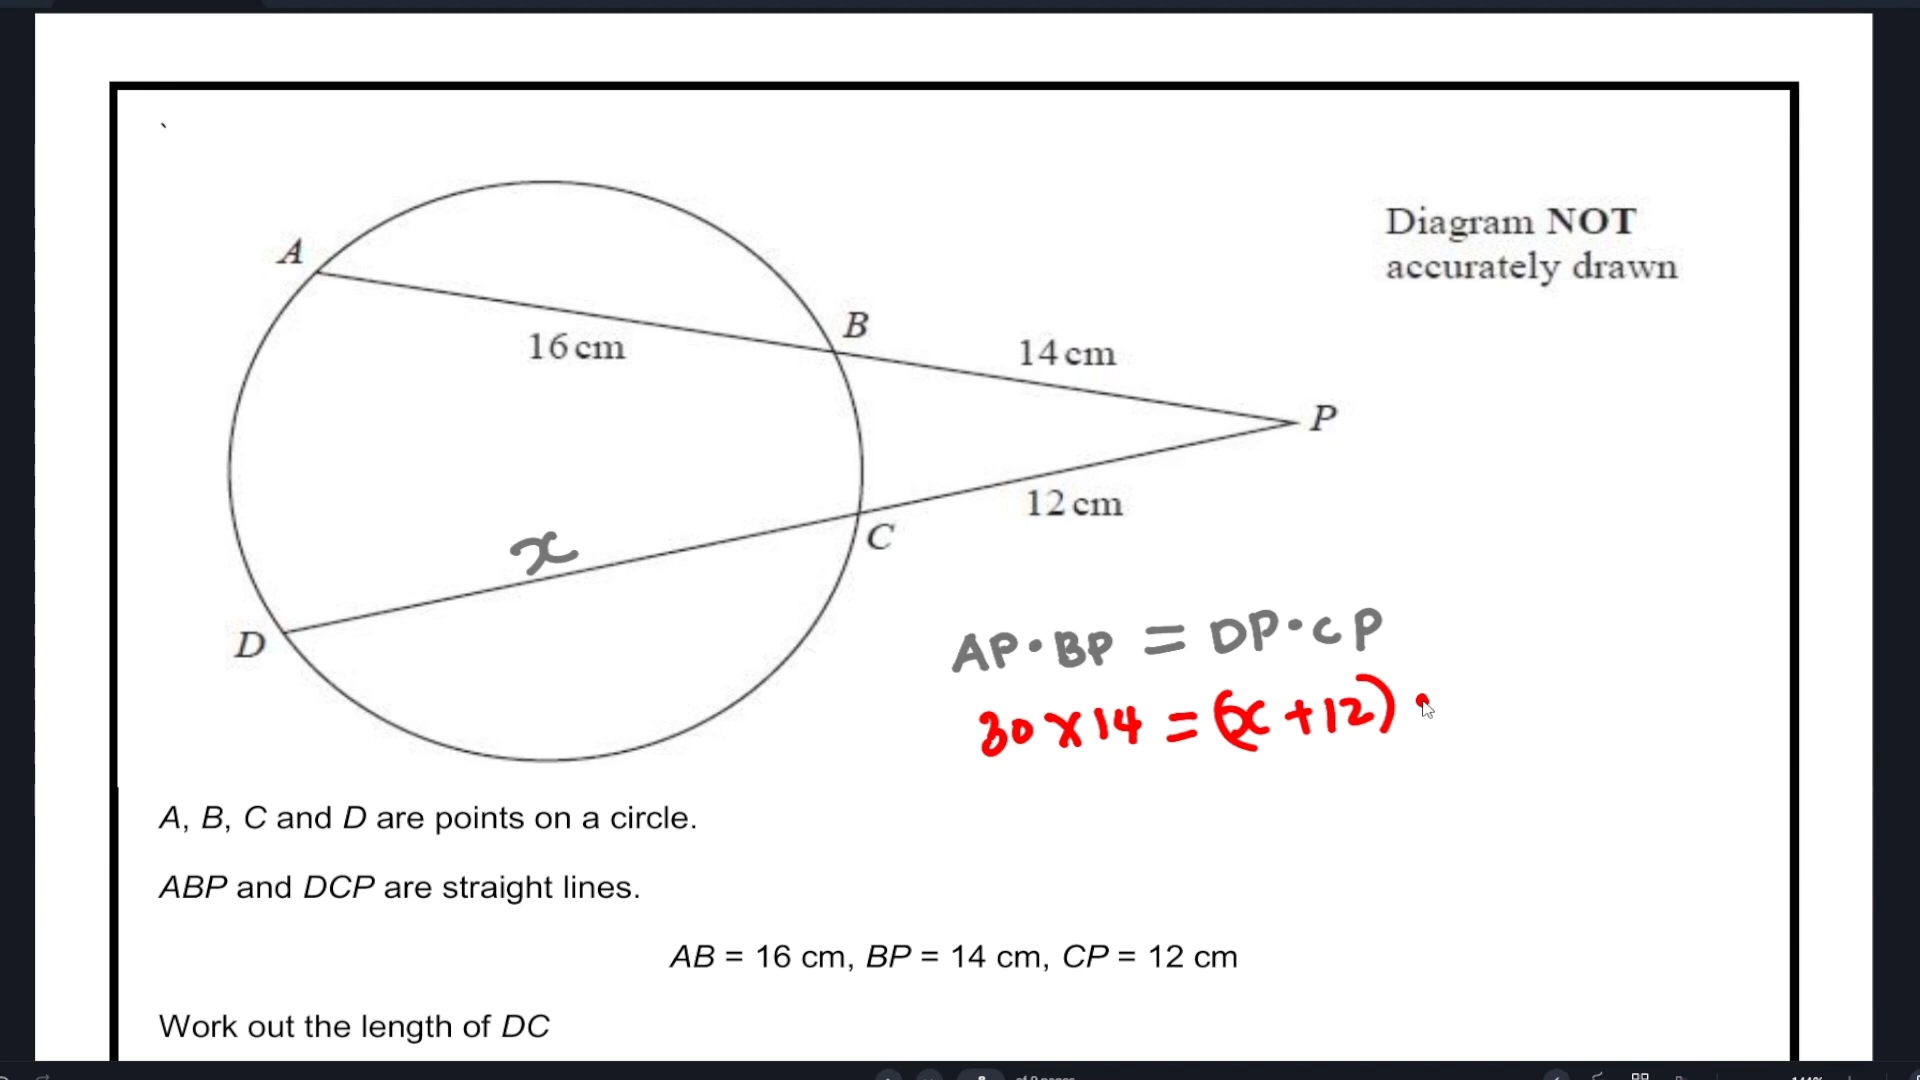 `
Diagram NOT
accurately drawn
A
B
16 cm
14 cm
P
12 cm
C
x
D
AP·BP = DP·CP
30×14 = (x+12) ·
A, B, C and D are points on a circle.
ABP and DCP are straight lines.
AB = 16 cm, BP = 14 cm, CP = 12 cm
Work out the length of DC